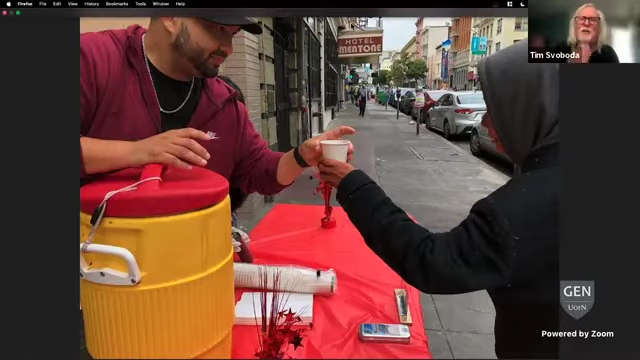 Firefox File Edit View History Bookmarks Tools Window Help
HOTEL
MENTONE
Tim Svoboda
GEN
UofN
Powered by Zoom